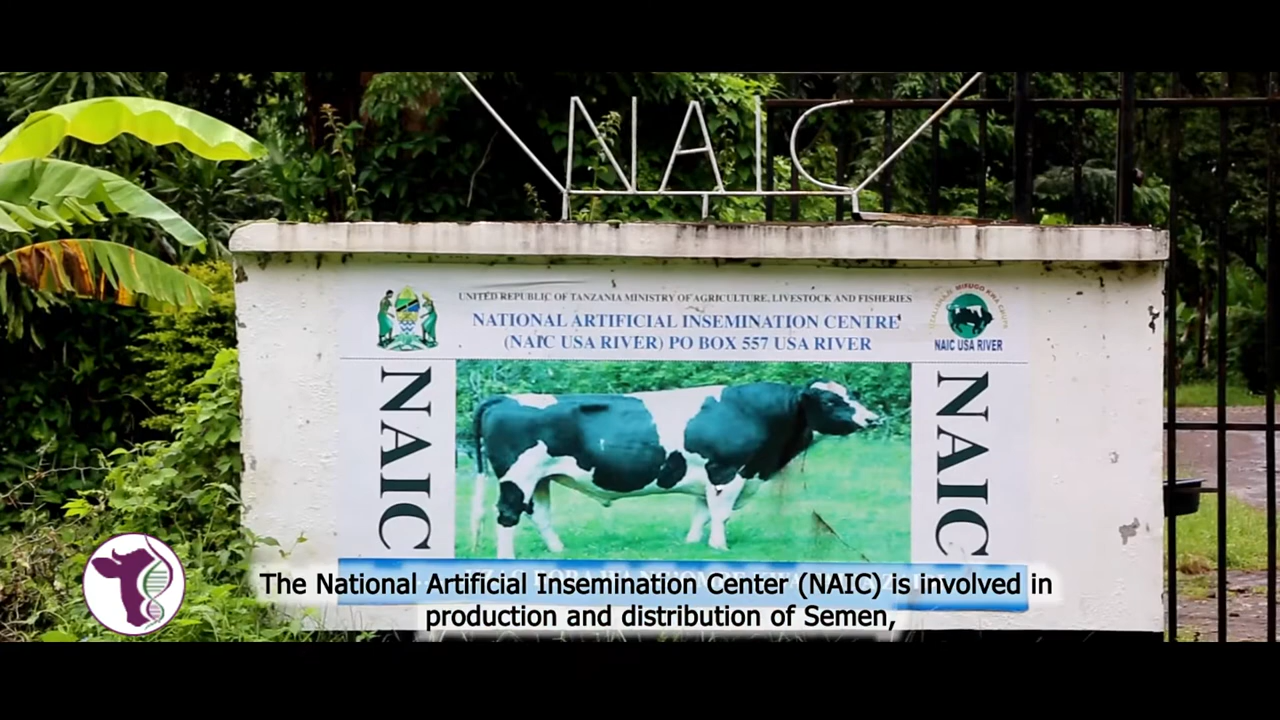 NAIC
UNITED REPUBLIC OF TANZANIA MINISTRY OF AGRICULTURE, LIVESTOCK AND FISHERIES
NATIONAL ARTIFICIAL INSEMINATION CENTRE
(NAIC USA RIVER) PO BOX 557 USA RIVER
MIFUGO KWA
NAIC USA RIVER
NAIC
NAIC
The National Artificial Insemination Center (NAIC) is involved in
production and distribution of Semen,